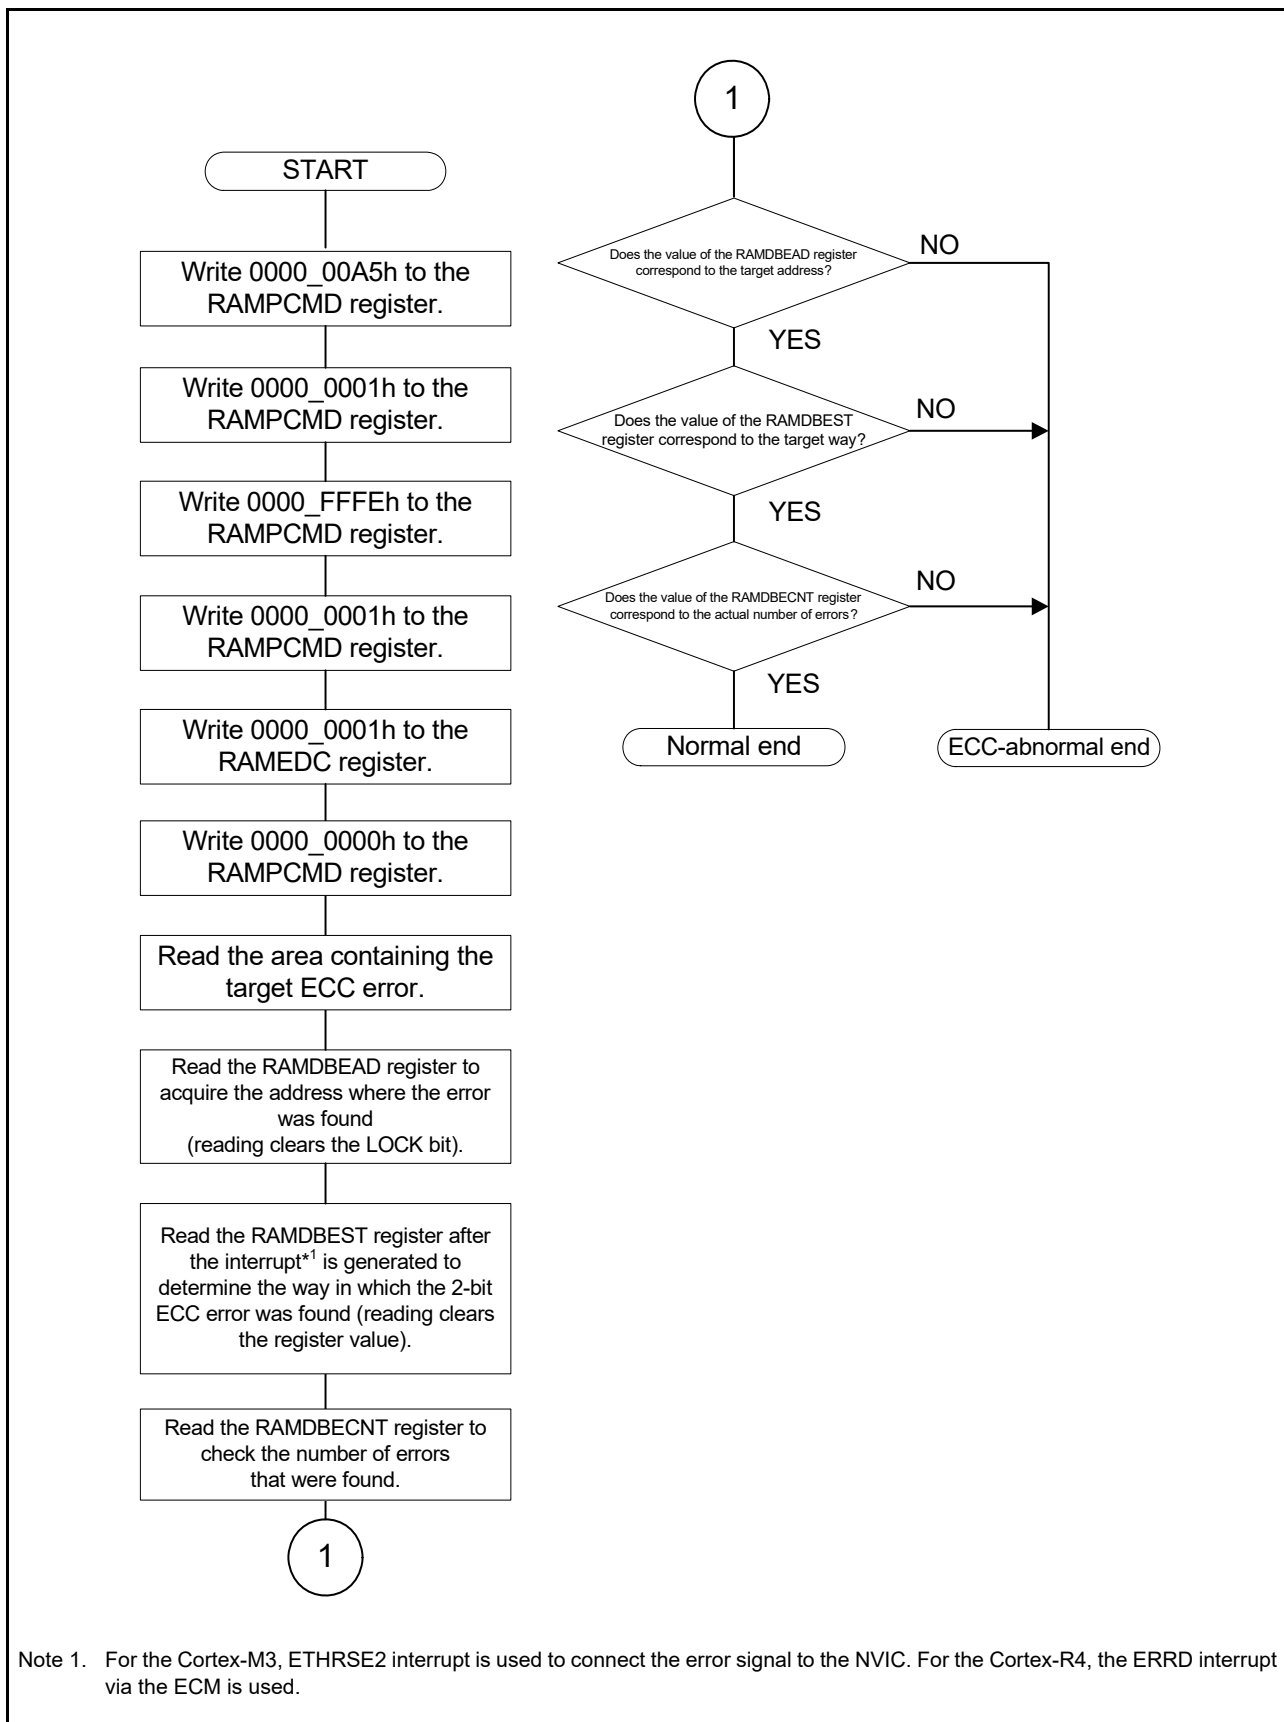 START
Write 0000_00A5h to the
RAMPCMD register.
Write 0000_0001h to the
RAMPCMD register.
Write 0000_FFFEh to the
RAMPCMD register.
Write 0000_0001h to the
RAMPCMD register.
Write 0000_0001h to the
RAMEDC register.
Write 0000_0000h to the
RAMPCMD register.
Read the area containing the
target ECC error.
Read the RAMDBEAD register to
acquire the address where the error
was found
(reading clears the LOCK bit).
Read the RAMDBEST register after
the interrupt*1 is generated to
determine the way in which the 2-bit
ECC error was found (reading clears
the register value).
Read the RAMDBECNT register to
check the number of errors
that were found.
1
1
Does the value of the RAMDBEAD register
correspond to the target address?
NO
YES
Does the value of the RAMDBEST
register correspond to the target way?
NO
YES
Does the value of the RAMDBECNT register
correspond to the actual number of errors?
NO
YES
Normal end
ECC-abnormal end
Note 1. For the Cortex-M3, ETHRSE2 interrupt is used to connect the error signal to the NVIC. For the Cortex-R4, the ERRD interrupt
via the ECM is used.